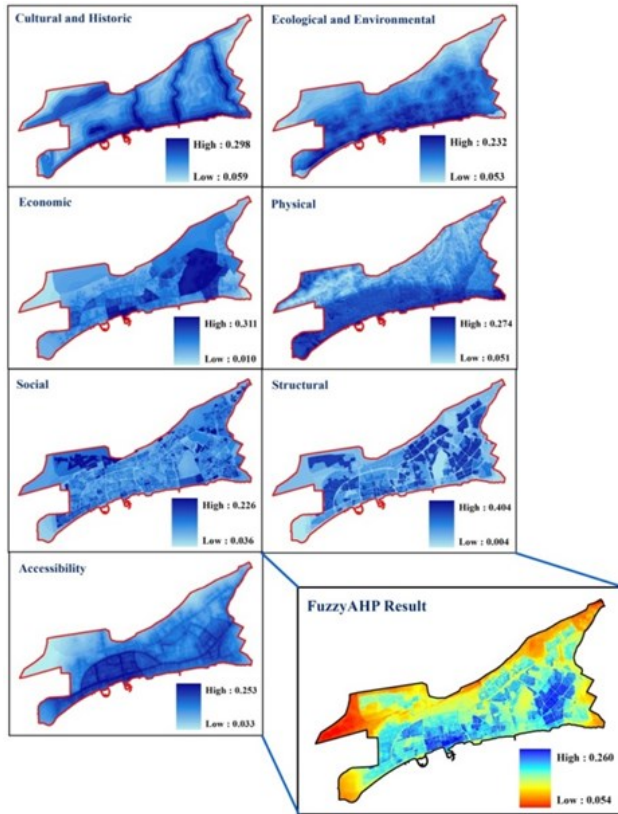 Cultural and Historic
High : 0.298
Low : 0.059
Ecological and Environmental
High : 0.232
Low : 0.053
Economic
High : 0.311
Low : 0.010
Physical
High : 0.274
Low : 0.051
Social
High : 0.226
Low : 0.036
Structural
High : 0.404
Low : 0.004
Accessibility
High : 0.253
Low : 0.033
FuzzyAHP Result
High : 0.260
Low : 0.054